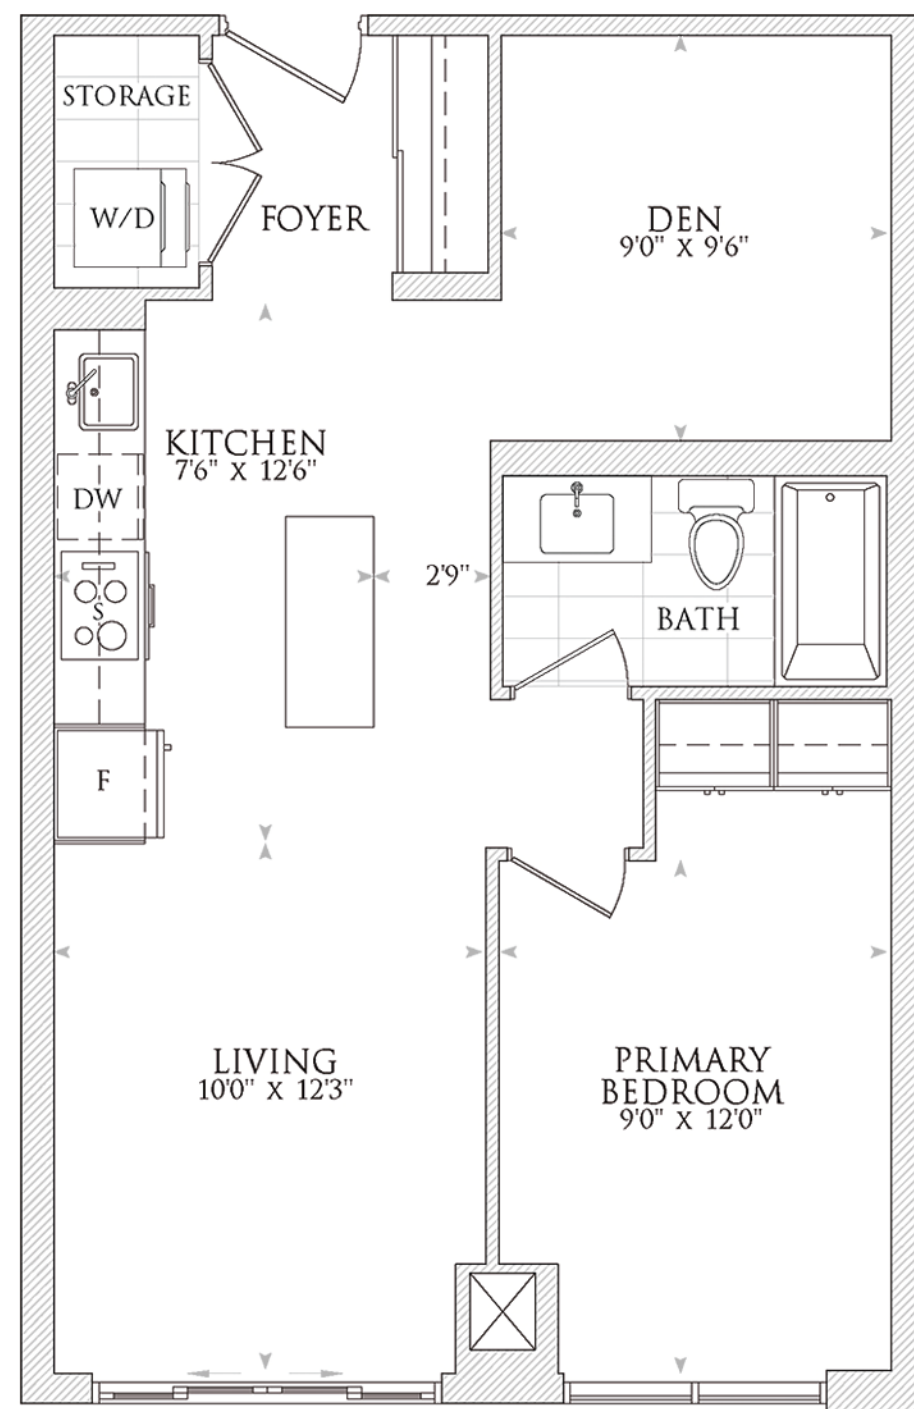 STORAGE
W/D
FOYER
DEN
9'0" X 9'6"
KITCHEN
7'6" X 12'6"
DW
2'9"
S
BATH
F
LIVING
10'0" X 12'3"
PRIMARY
BEDROOM
9'0" X 12'0"